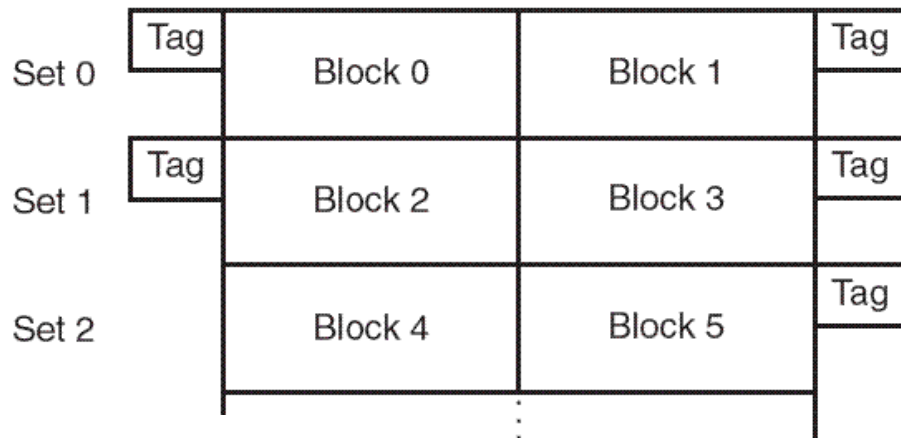 Tag Tag
Set 0 Block 0 Block 1
Tag Tag
Set 1 Block 2 Block 3
Tag
Set 2 Block 4 Block 5